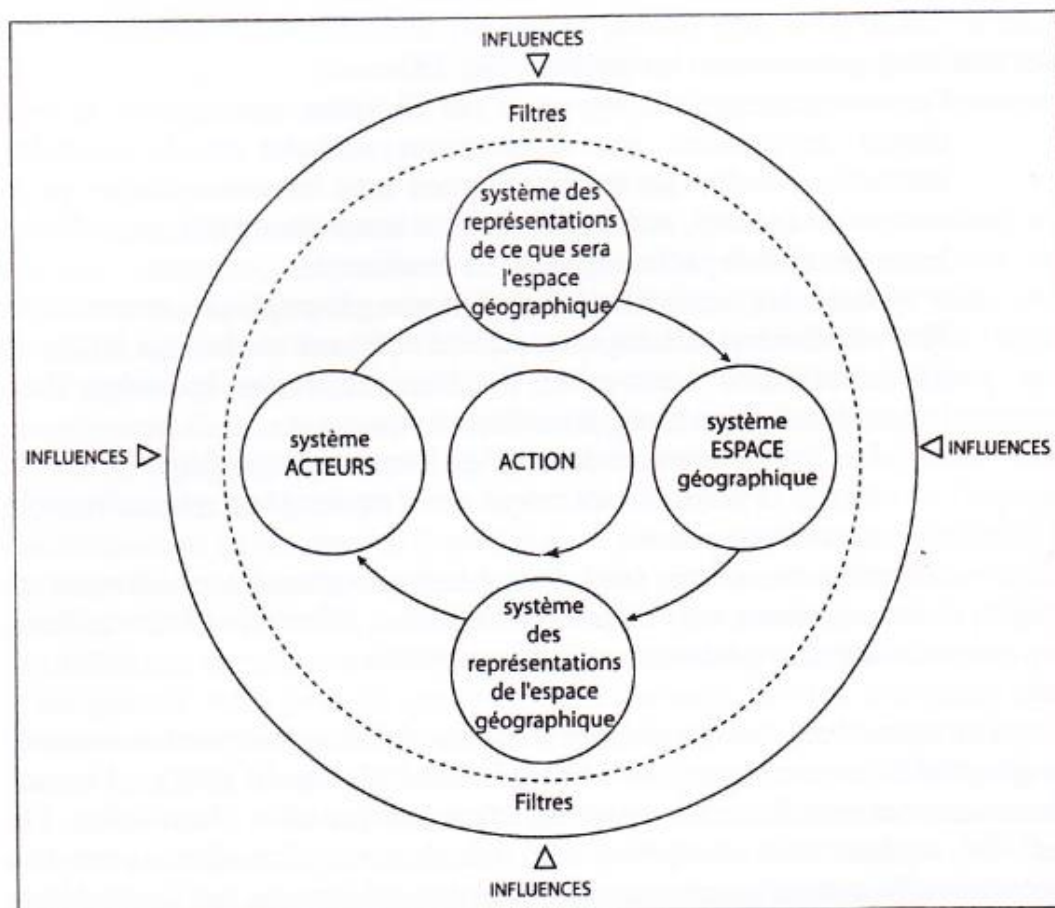 INFLUENCES
Filtres
système des
représentations
de ce que sera
l'espace
géographique
INFLUENCES
système
ACTEURS
ACTION
système
ESPACE
géographique
INFLUENCES
système
des
représentations
de l'espace
géographique
Filtres
INFLUENCES